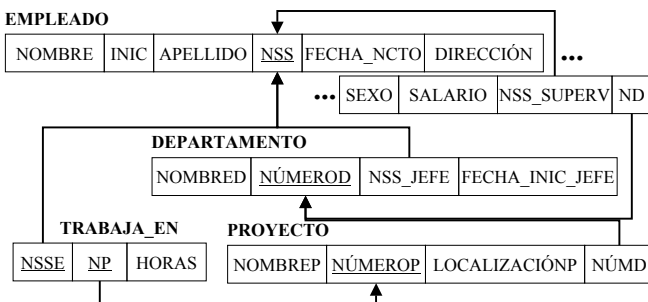 EMPLEADO
NOMBRE INIC APELLIDO NSS FECHA_NCTO DIRECCIÓN ...
... SEXO SALARIO NSS_SUPERV ND
DEPARTAMENTO
NOMBRED NÚMEROD NSS_JEFE FECHA_INIC_JEFE
TRABAJA_EN PROYECTO
NSSE NP HORAS NOMBREP NÚMEROP LOCALIZACIÓNP NÚMD